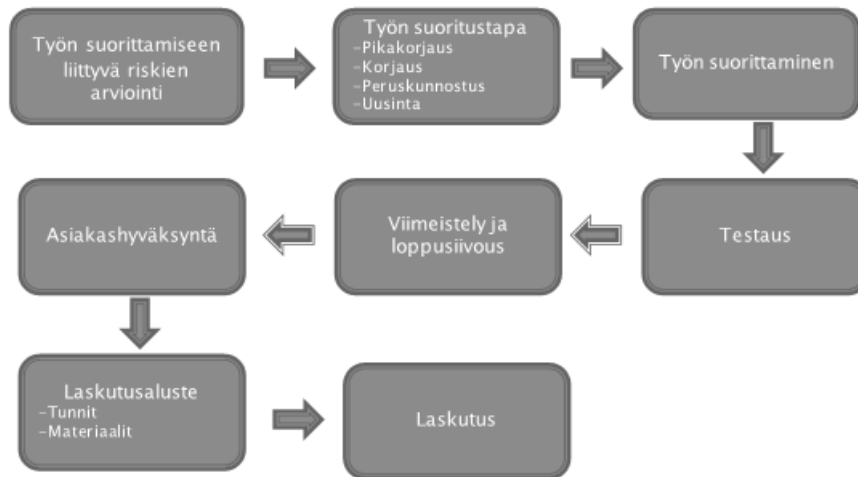 Työn suorittamiseen
liittyvä riskien
arviointi
Työn suoritustapa
-Pikakorjaus
-Korjaus
-Peruskunnostus
-Uusinta
Työn suorittaminen
Testaus
Viimeistely ja
loppusiivous
Asiakashyväksyntä
Laskutusaluste
-Tunnit
-Materiaalit
Laskutus